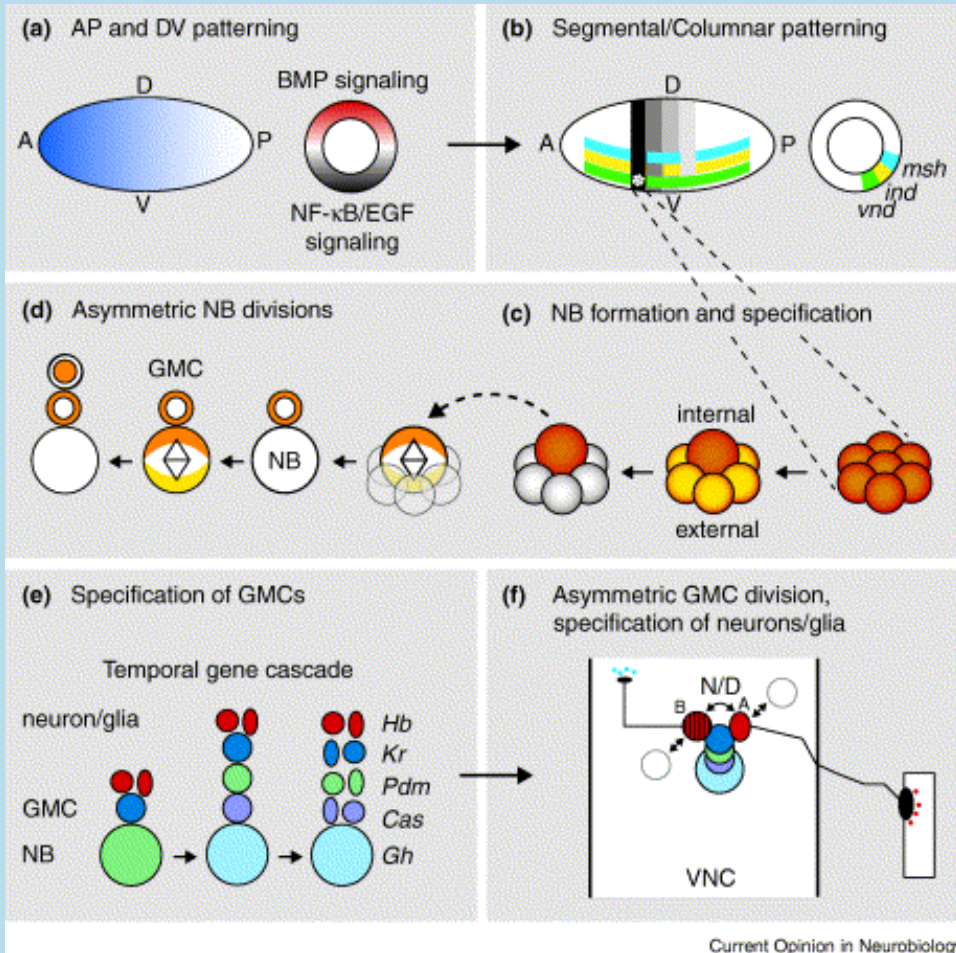 (a) AP and DV patterning
D
BMP signaling
A
P
V
NF-κB/EGF
signaling
(b) Segmental/Columnar patterning
D
A
P
V
msh
ind
vnd
(d) Asymmetric NB divisions
GMC
NB
(c) NB formation and specification
internal
external
(e) Specification of GMCs
Temporal gene cascade
neuron/glia
GMC
NB
Hb
Kr
Pdm
Cas
Gh
(f) Asymmetric GMC division,
specification of neurons/glia
N/D
B
A
VNC
Current Opinion in Neurobiology